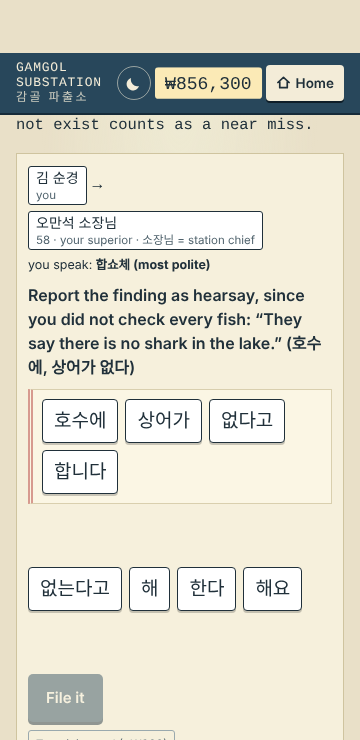 GAMGOL
SUBSTATION
감골 파출소
₩856,300
Home
not exist counts as a near miss.
김 순경
you
→
오만석 소장님
58 · your superior · 소장님 = station chief
you speak: 합쇼체 (most polite)
Report the finding as hearsay, since
you did not check every fish: “They
say there is no shark in the lake.” (호수
에, 상어가 없다)
호수에 상어가 없다고
합니다
없는다고 해 한다 해요
File it